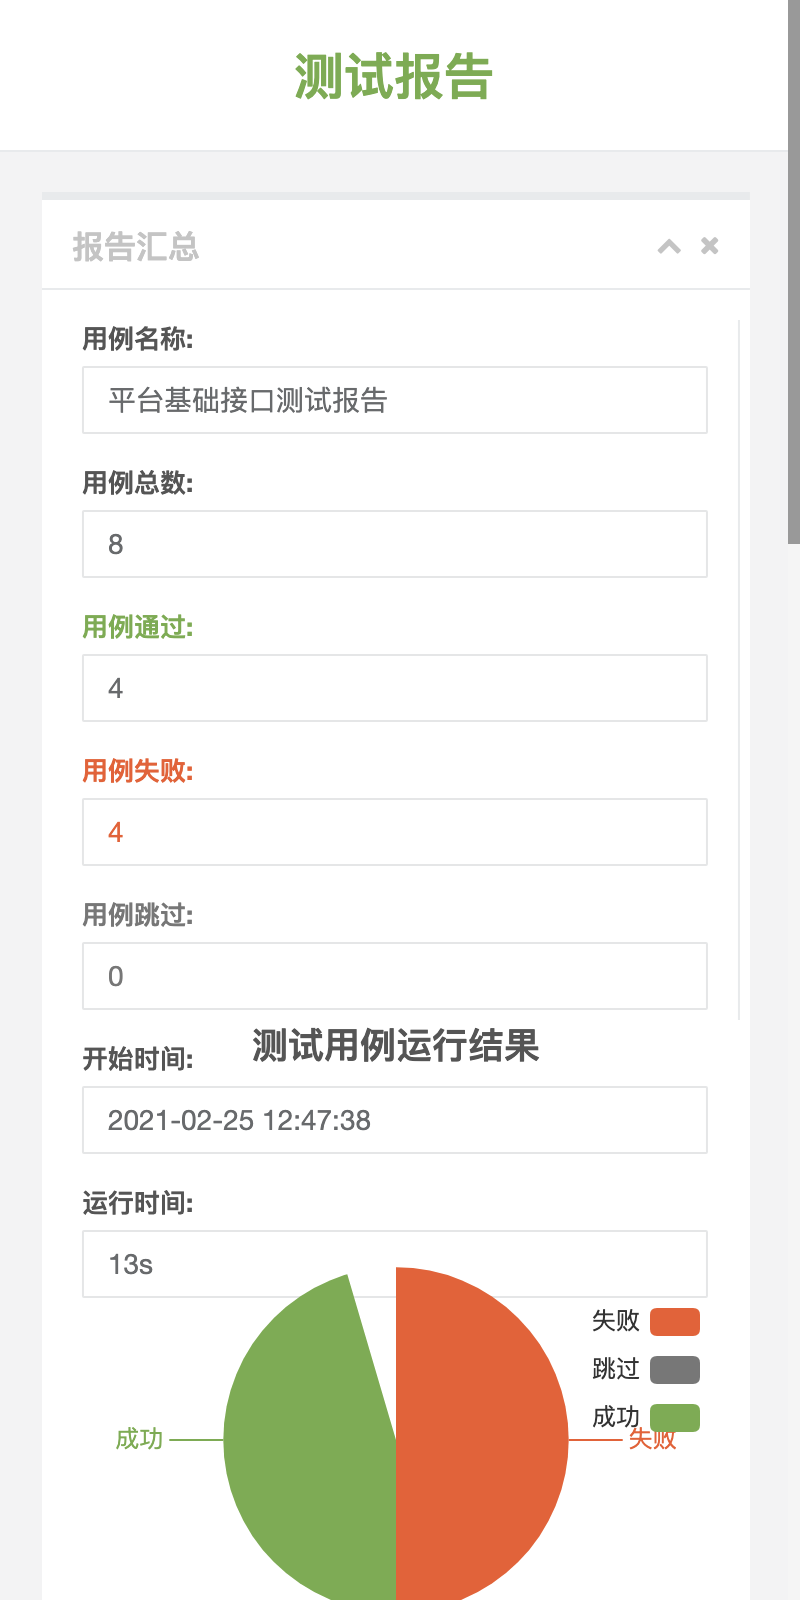 测试报告
报告汇总
用例名称:
平台基础接口测试报告
用例总数:
8
用例通过:
4
用例失败:
4
用例跳过:
0
开始时间:
测试用例运行结果
2021-02-25 12:47:38
运行时间:
13s
失败
跳过
成功
成功
失败